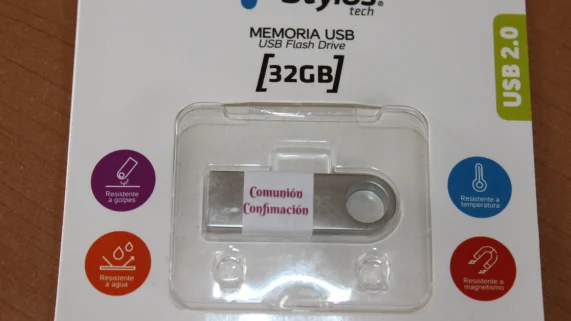 Stylos®
tech
MEMORIA USB
USB Flash Drive
[32GB]
USB 2.0
Resistente
a golpes
Comunión
Confimación
Resistente a
temperatura
Resistente
a agua
Resistente a
magnetismo